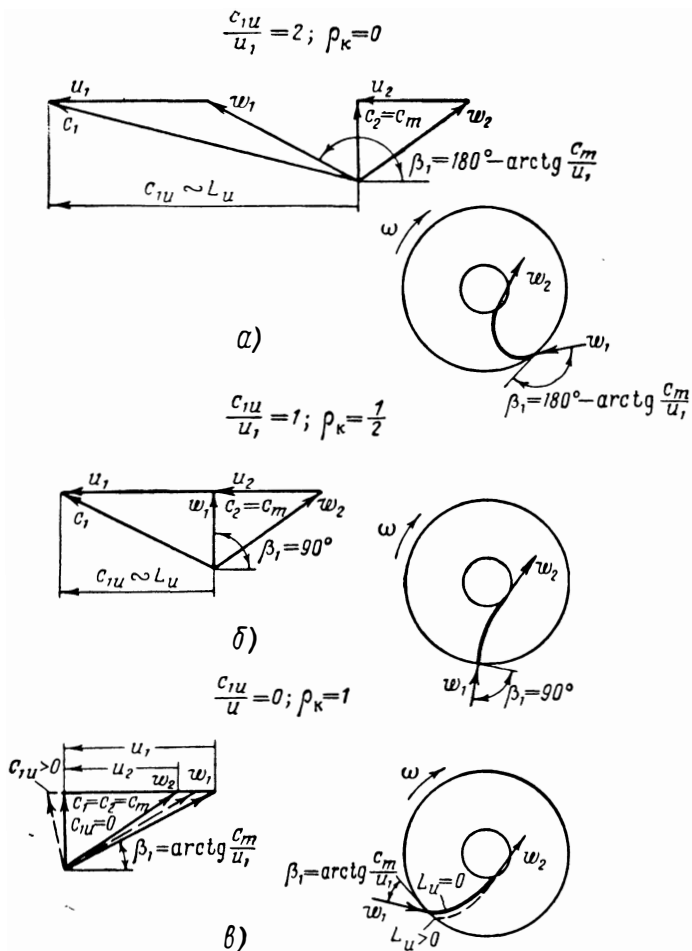 c₁ᵤ/u₁ = 2; ρₖ = 0
u₁
w₁
u₂
c₁
c₂=cₘ
w₂
β₁=180°−arctg cₘ/u₁
c₁ᵤ ~ Lᵤ
ω
w₂
w₁
а)
β₁=180°−arctg cₘ/u₁
c₁ᵤ/u₁ = 1; ρₖ = 1/2
u₁
u₂
c₁
w₁
c₂=cₘ
w₂
β₁=90°
c₁ᵤ ~ Lᵤ
ω
w₂
б)
w₁
β₁=90°
c₁ᵤ/u = 0; ρₖ = 1
u₁
c₁ᵤ>0
u₂
w₂
w₁
c₁=c₂=cₘ
c₁ᵤ=0
β₁=arctg cₘ/u₁
ω
β₁=arctg cₘ/u₁
Lᵤ=0
w₂
w₁
Lᵤ>0
в)